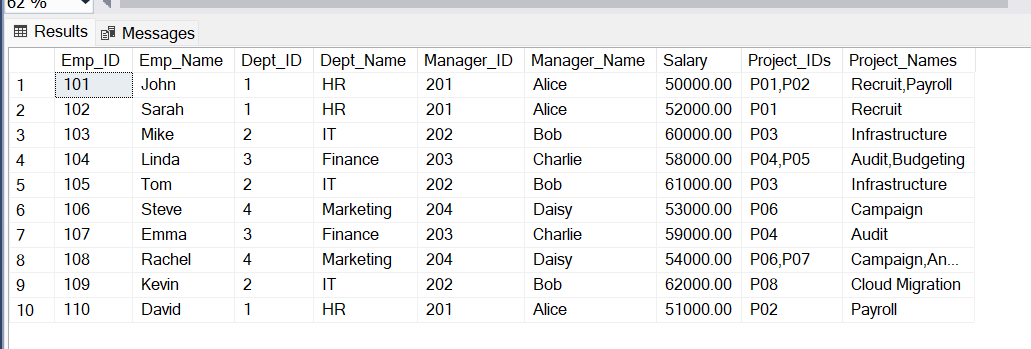 62 %
Results Messages
Emp_ID Emp_Name Dept_ID Dept_Name Manager_ID Manager_Name Salary Project_IDs Project_Names
1 101 John 1 HR 201 Alice 50000.00 P01,P02 Recruit,Payroll
2 102 Sarah 1 HR 201 Alice 52000.00 P01 Recruit
3 103 Mike 2 IT 202 Bob 60000.00 P03 Infrastructure
4 104 Linda 3 Finance 203 Charlie 58000.00 P04,P05 Audit,Budgeting
5 105 Tom 2 IT 202 Bob 61000.00 P03 Infrastructure
6 106 Steve 4 Marketing 204 Daisy 53000.00 P06 Campaign
7 107 Emma 3 Finance 203 Charlie 59000.00 P04 Audit
8 108 Rachel 4 Marketing 204 Daisy 54000.00 P06,P07 Campaign,An...
9 109 Kevin 2 IT 202 Bob 62000.00 P08 Cloud Migration
10 110 David 1 HR 201 Alice 51000.00 P02 Payroll